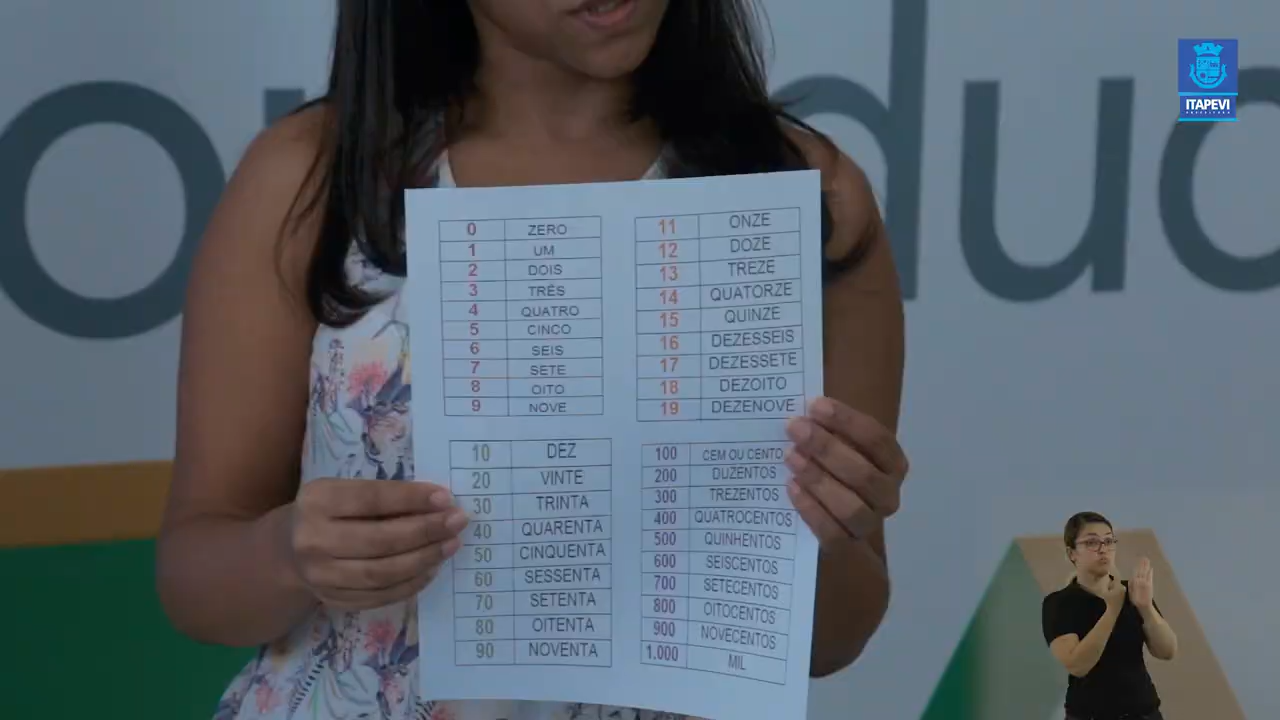 ou
duc
ITAPEVI
PREFEITURA
0 ZERO
1 UM
2 DOIS
3 TRÊS
4 QUATRO
5 CINCO
6 SEIS
7 SETE
8 OITO
9 NOVE
11 ONZE
12 DOZE
13 TREZE
14 QUATORZE
15 QUINZE
16 DEZESSEIS
17 DEZESSETE
18 DEZOITO
19 DEZENOVE
10 DEZ
20 VINTE
30 TRINTA
40 QUARENTA
50 CINQUENTA
60 SESSENTA
70 SETENTA
80 OITENTA
90 NOVENTA
100 CEM OU CENTO
200 DUZENTOS
300 TREZENTOS
400 QUATROCENTOS
500 QUINHENTOS
600 SEISCENTOS
700 SETECENTOS
800 OITOCENTOS
900 NOVECENTOS
1.000 MIL